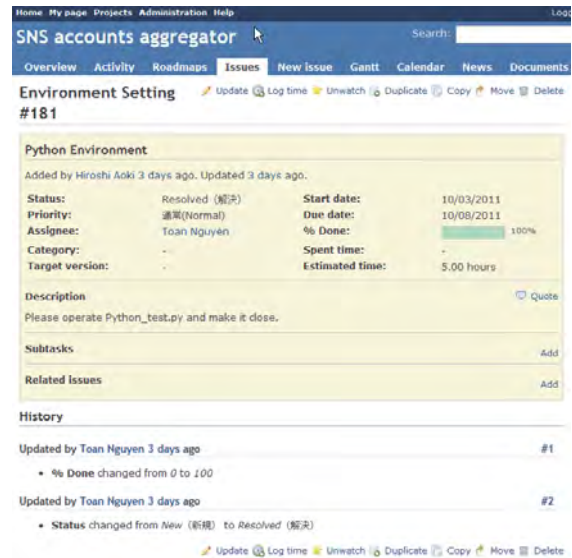 Home My page Projects Administration Help Logg
SNS accounts aggregator Search:
Overview Activity Roadmaps Issues New issue Gantt Calendar News Documents
Environment Setting #181 Update Log time Unwatch Duplicate Copy Move Delete
Python Environment
Added by Hiroshi Aoki 3 days ago. Updated 3 days ago.
Status: Resolved (解決) Start date: 10/03/2011
Priority: 通常(Normal) Due date: 10/08/2011
Assignee: Toan Nguyen % Done: 100%
Category: - Spent time: -
Target version: - Estimated time: 5.00 hours
Description Quote
Please operate Python_test.py and make it close.
Subtasks Add
Related issues Add
History
Updated by Toan Nguyen 3 days ago #1
• % Done changed from 0 to 100
Updated by Toan Nguyen 3 days ago #2
• Status changed from New (新規) to Resolved (解決)
Update Log time Unwatch Duplicate Copy Move Delete